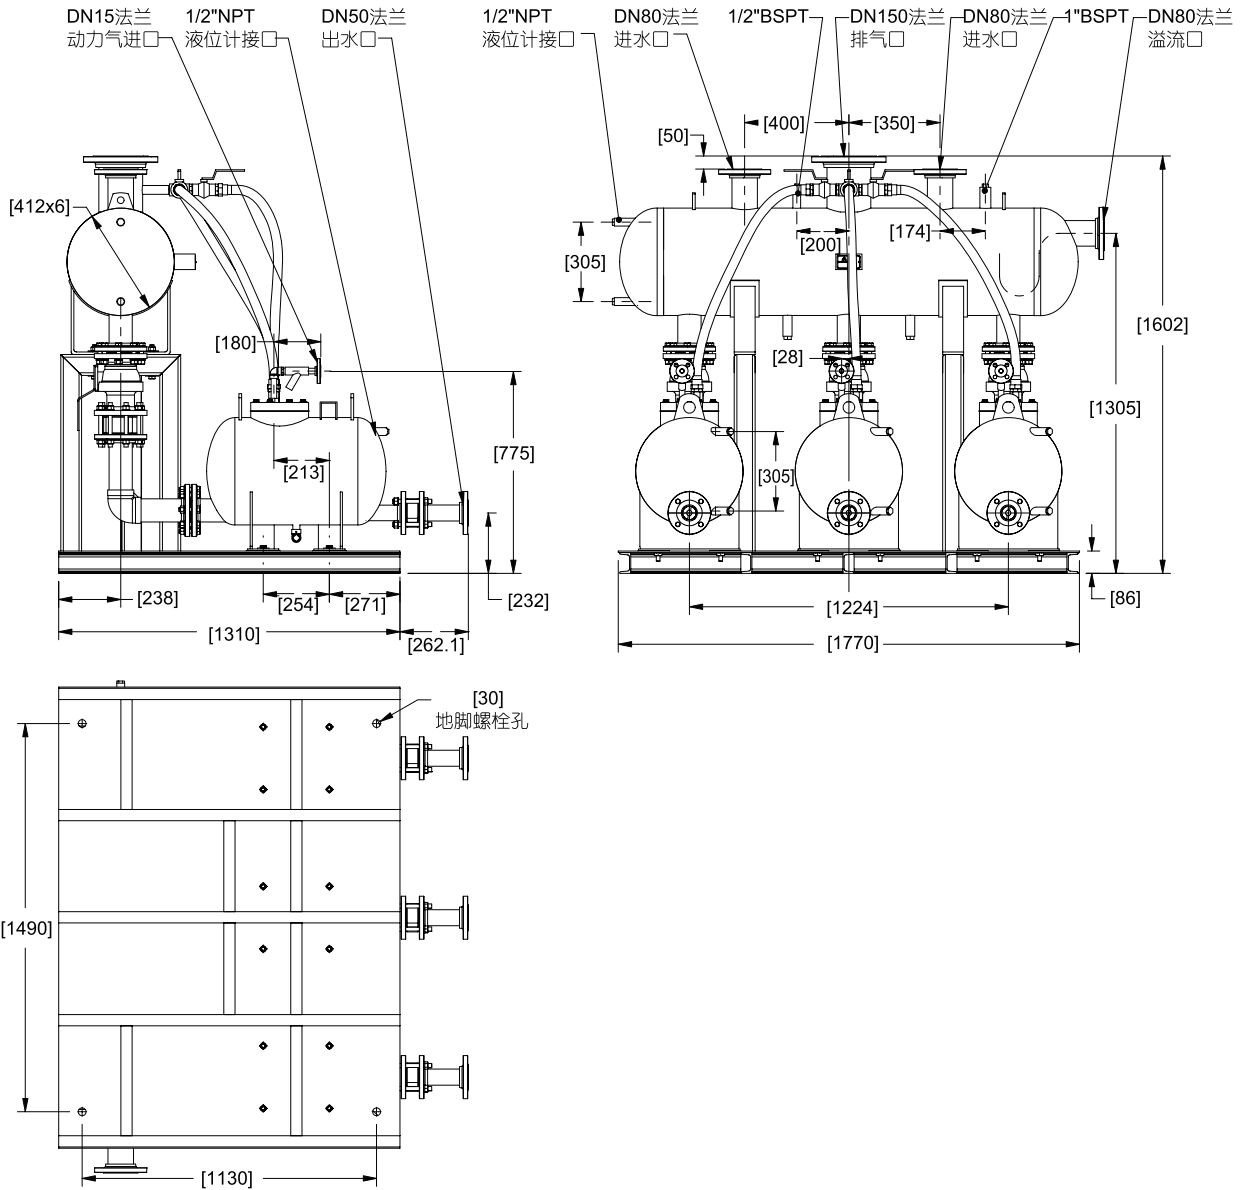 DN15法兰
动力气进口
1/2"NPT
液位计接口
DN50法兰
出水口
1/2"NPT
液位计接口
DN80法兰
进水口
1/2"BSPT
DN150法兰
排气口
DN80法兰
进水口
1"BSPT
DN80法兰
溢流口
[412x6]
[180]
[213]
[775]
[238]
[254]
[271]
[232]
[1310]
[262.1]
[50]
[400]
[350]
[305]
[200]
[174]
[28]
[305]
[1602]
[1305]
[86]
[1224]
[1770]
[30]
地脚螺栓孔
[1490]
[1130]